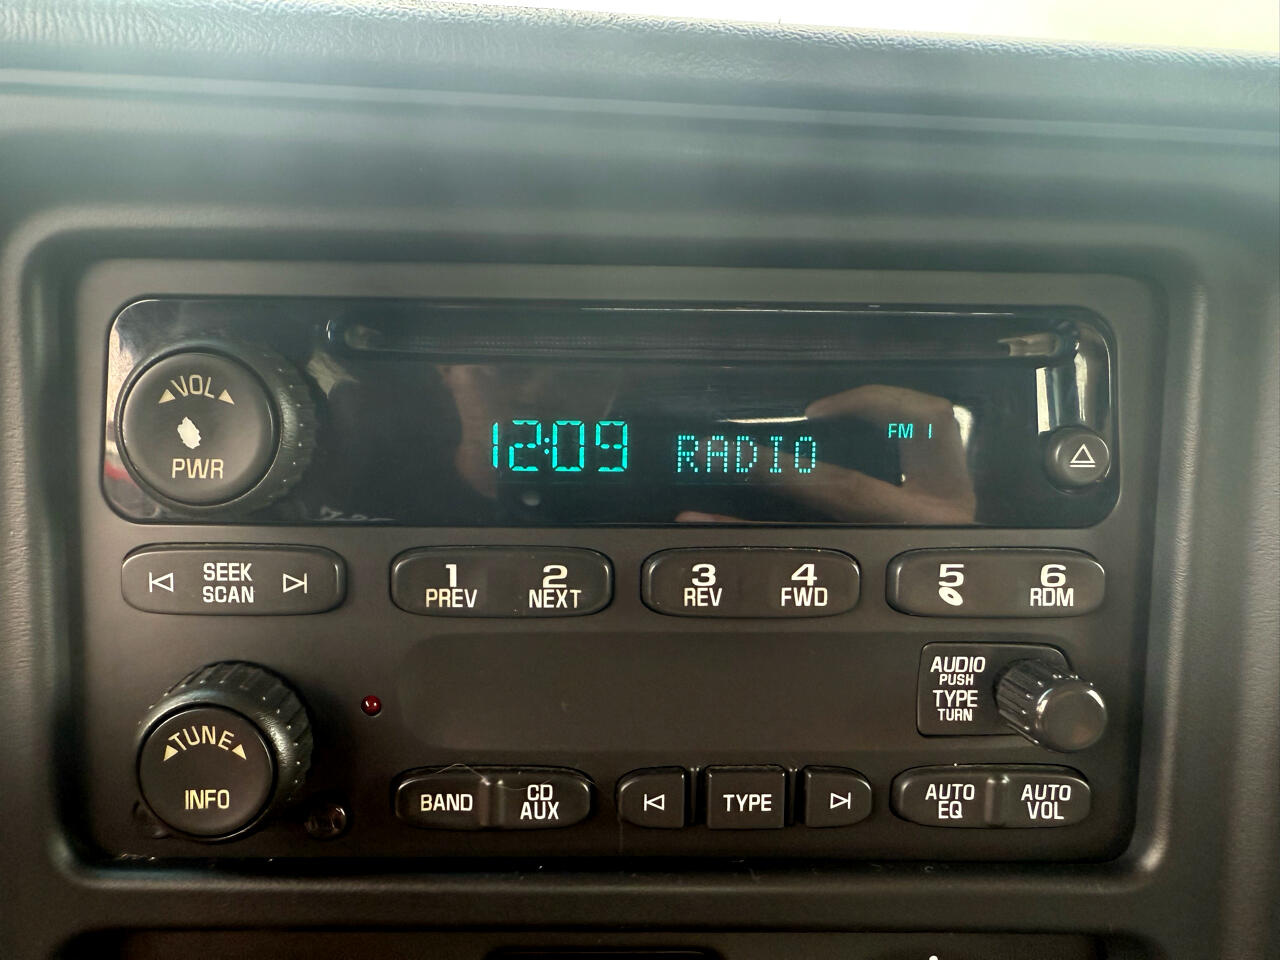 VOL
PWR
12:09 RADIO FM 1
SEEK
SCAN
1
PREV
2
NEXT
3
REV
4
FWD
5
6
RDM
TUNE
INFO
AUDIO
PUSH
TYPE
TURN
BAND
CD
AUX
TYPE
AUTO
EQ
AUTO
VOL